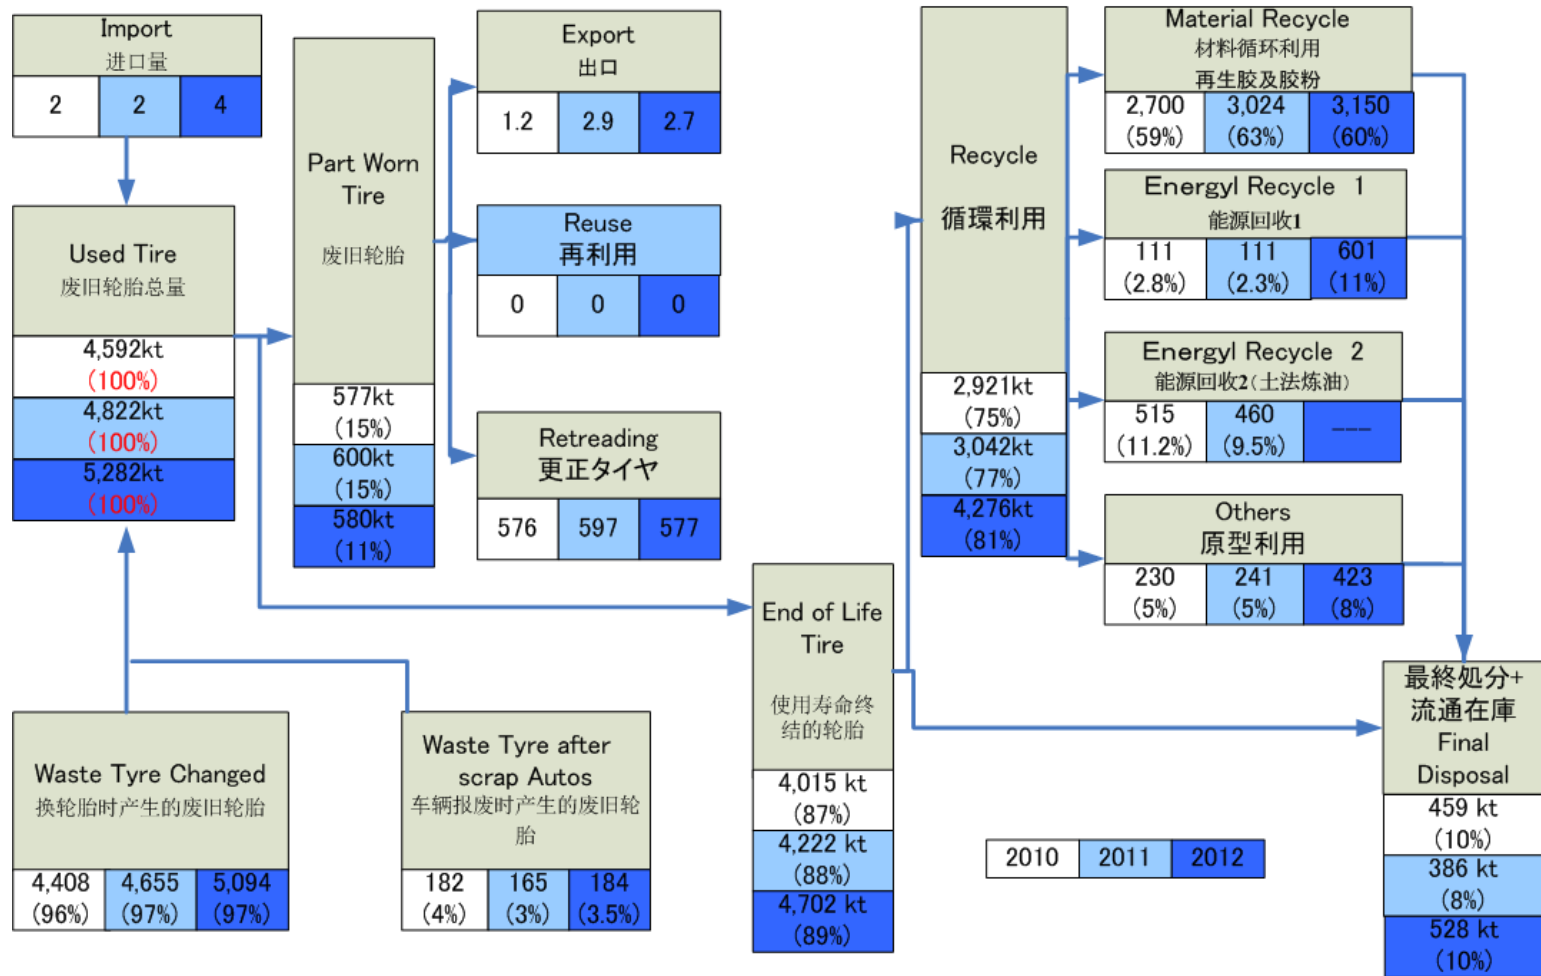 Import
进口量
2 2 4
Used Tire
废旧轮胎总量
4,592kt
(100%)
4,822kt
(100%)
5,282kt
(100%)
Waste Tyre Changed
换轮胎时产生的废旧轮胎
4,408 4,655 5,094
(96%) (97%) (97%)
Waste Tyre after
scrap Autos
车辆报废时产生的废旧轮
胎
182 165 184
(4%) (3%) (3.5%)
Part Worn
Tire
废旧轮胎
577kt
(15%)
600kt
(15%)
580kt
(11%)
Export
出口
1.2 2.9 2.7
Reuse
再利用
0 0 0
Retreading
更正タイヤ
576 597 577
End of Life
Tire
使用寿命终
结的轮胎
4,015 kt
(87%)
4,222 kt
(88%)
4,702 kt
(89%)
Recycle
循環利用
2,921kt
(75%)
3,042kt
(77%)
4,276kt
(81%)
Material Recycle
材料循环利用
再生胶及胶粉
2,700 3,024 3,150
(59%) (63%) (60%)
Energyl Recycle 1
能源回收1
111 111 601
(2.8%) (2.3%) (11%)
Energyl Recycle 2
能源回收2(土法炼油)
515 460 ---
(11.2%) (9.5%)
Others
原型利用
230 241 423
(5%) (5%) (8%)
最終処分+
流通在庫
Final
Disposal
459 kt
(10%)
386 kt
(8%)
528 kt
(10%)
2010 2011 2012